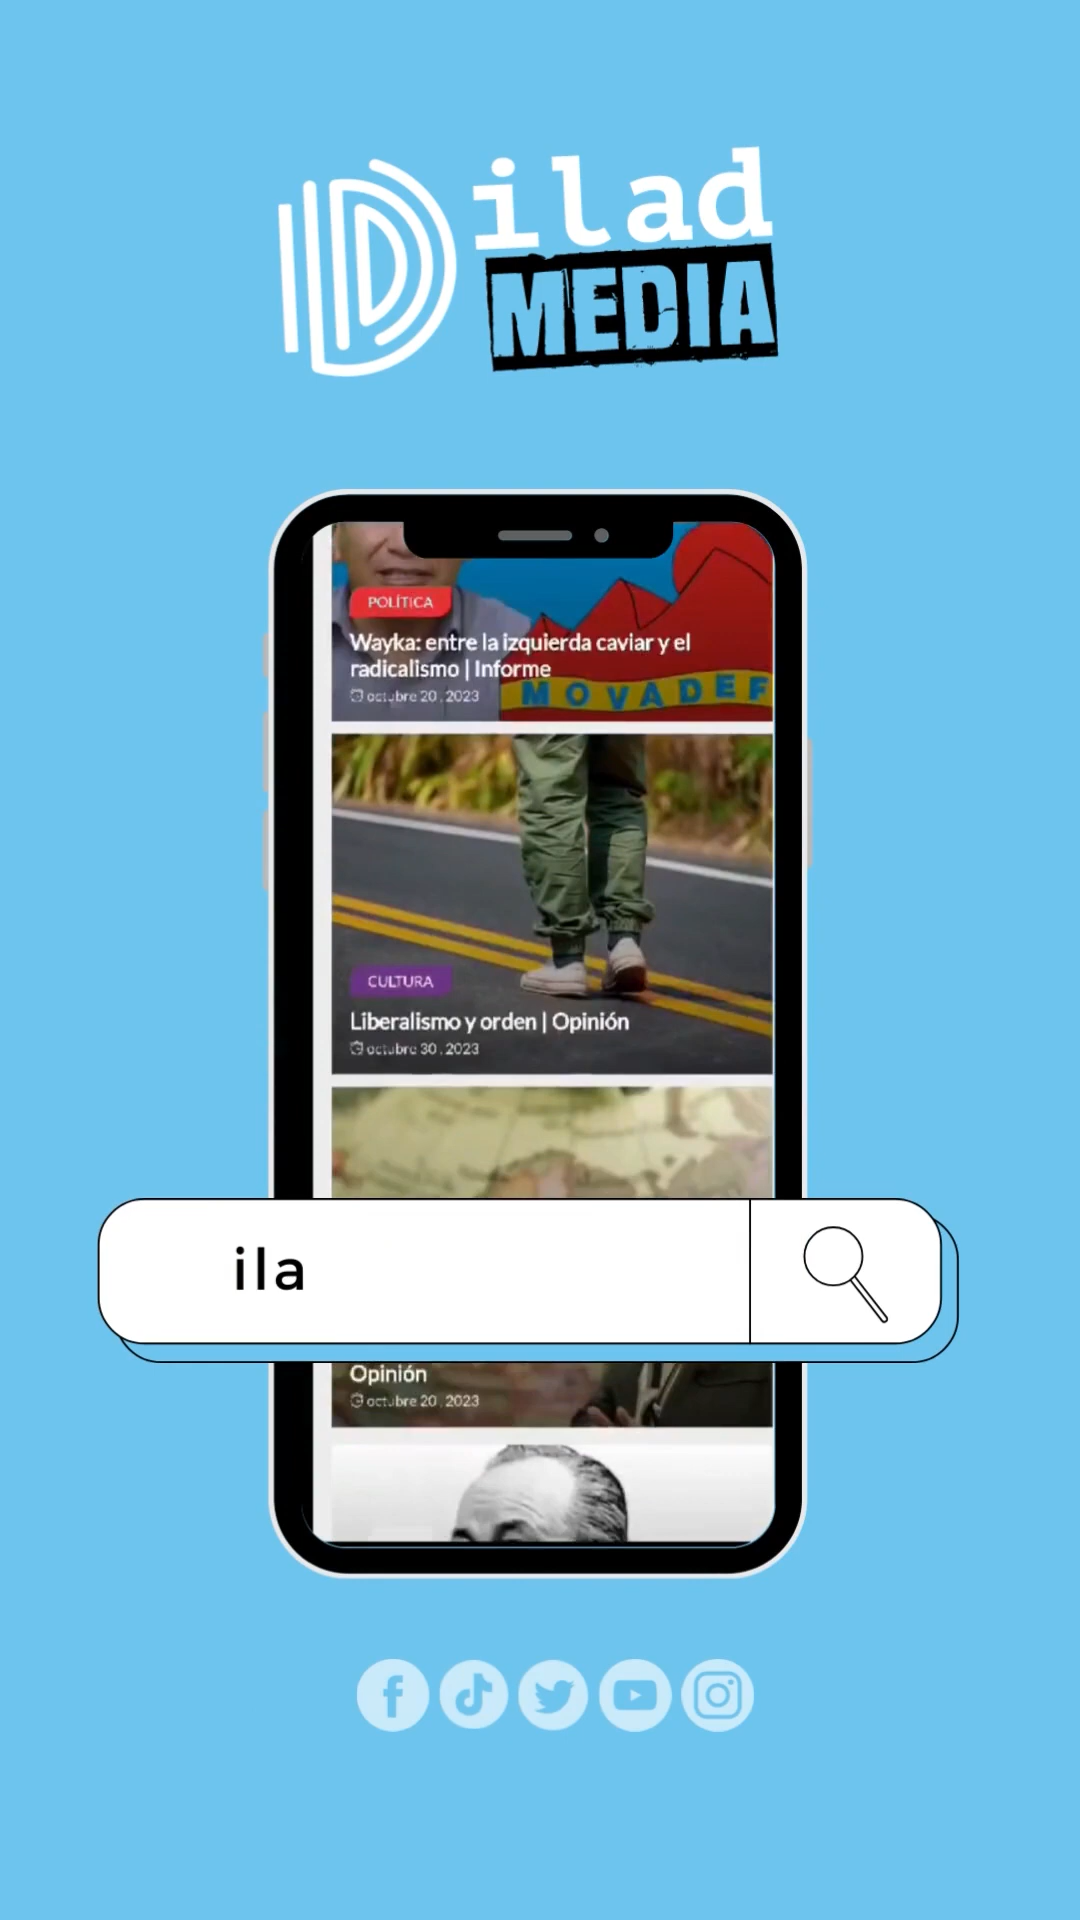 ilad
MEDIA
POLÍTICA
Wayka: entre la izquierda caviar y el
radicalismo | Informe
octubre 20, 2023
MOVADEF
CULTURA
Liberalismo y orden | Opinión
octubre 30, 2023
ila
Opinión
octubre 20, 2023